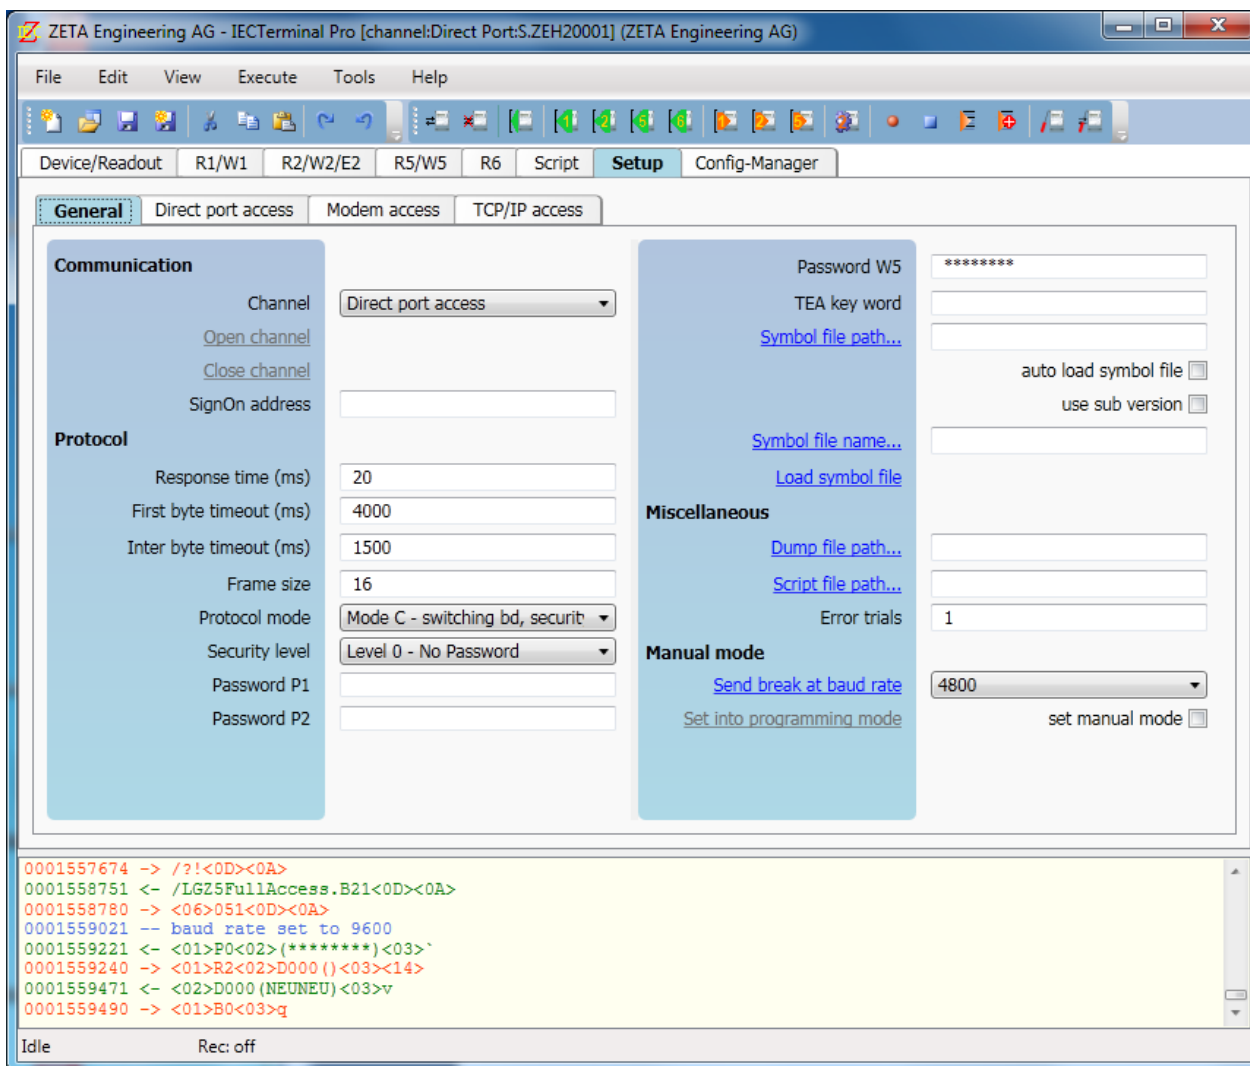 ZETA Engineering AG - IECTerminal Pro [channel:Direct Port:S.ZEH20001] (ZETA Engineering AG)
File Edit View Execute Tools Help
Device/Readout R1/W1 R2/W2/E2 R5/W5 R6 Script Setup Config-Manager
General Direct port access Modem access TCP/IP access
Communication
Channel Direct port access
Open channel
Close channel
SignOn address
Protocol
Response time (ms) 20
First byte timeout (ms) 4000
Inter byte timeout (ms) 1500
Frame size 16
Protocol mode Mode C - switching bd, securit
Security level Level 0 - No Password
Password P1
Password P2
Password W5 ********
TEA key word
Symbol file path...
auto load symbol file
use sub version
Symbol file name...
Load symbol file
Miscellaneous
Dump file path...
Script file path...
Error trials 1
Manual mode
Send break at baud rate 4800
Set into programming mode set manual mode
0001557674 -> /?!<0D><0A>
0001558751 <- /LGZ5FullAccess.B21<0D><0A>
0001558780 -> <06>051<0D><0A>
0001559021 -- baud rate set to 9600
0001559221 <- <01>P0<02>(********)<03>`
0001559240 -> <01>R2<02>D000()<03><14>
0001559471 <- <02>D000(NEUNEU)<03>v
0001559490 -> <01>B0<03>q
Idle Rec: off